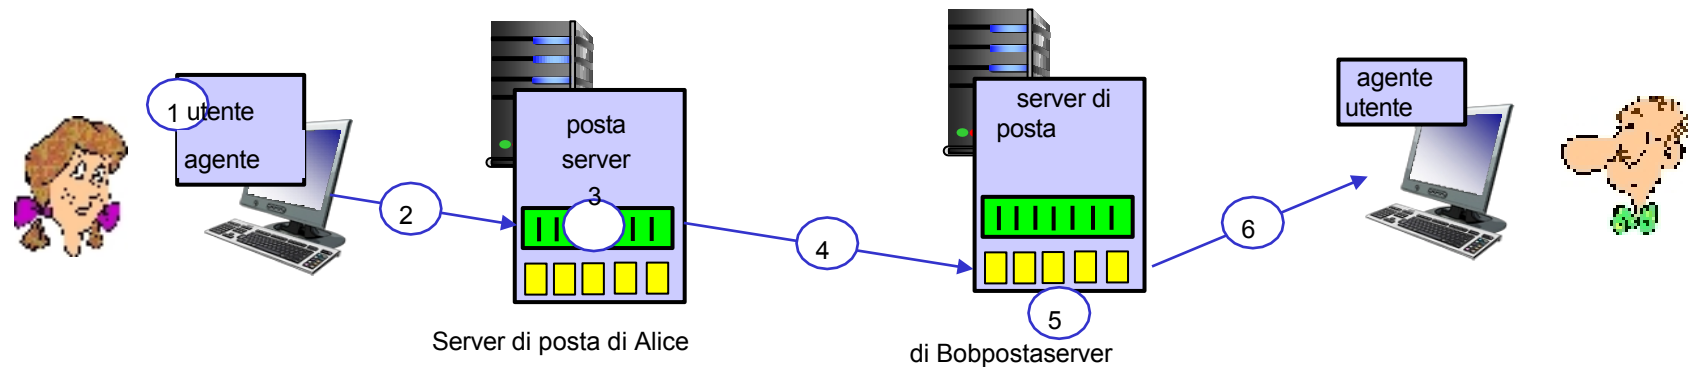 1 utente
agente
2
posta
server
3
4
Server di posta di Alice
server di
posta
5
di Bobpostaserver
6
agente
utente